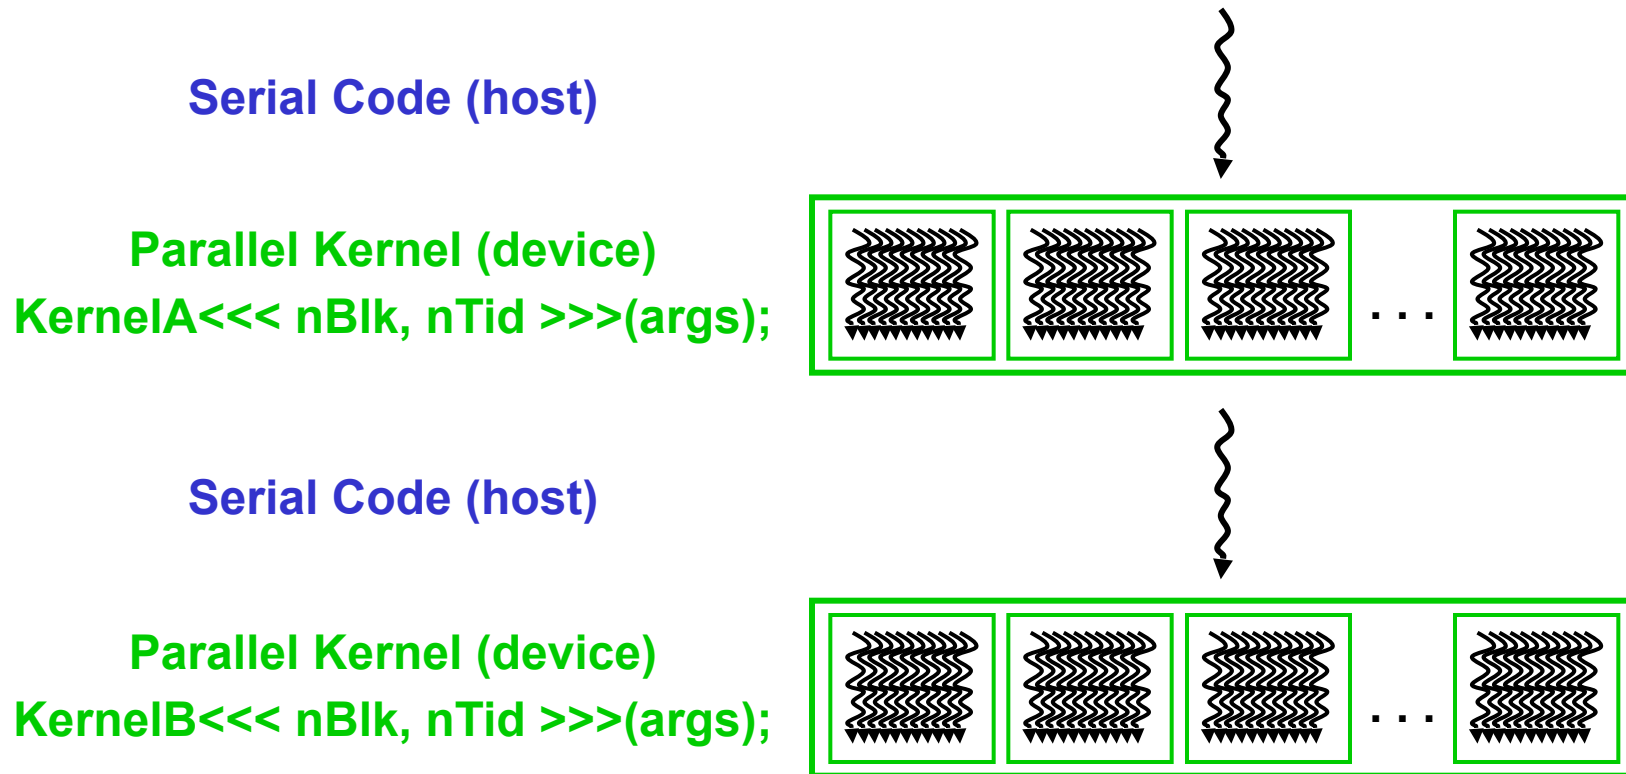 Serial Code (host)
Parallel Kernel (device)
KernelA<<< nBlk, nTid >>>(args);
. . .
Serial Code (host)
Parallel Kernel (device)
KernelB<<< nBlk, nTid >>>(args);
. . .